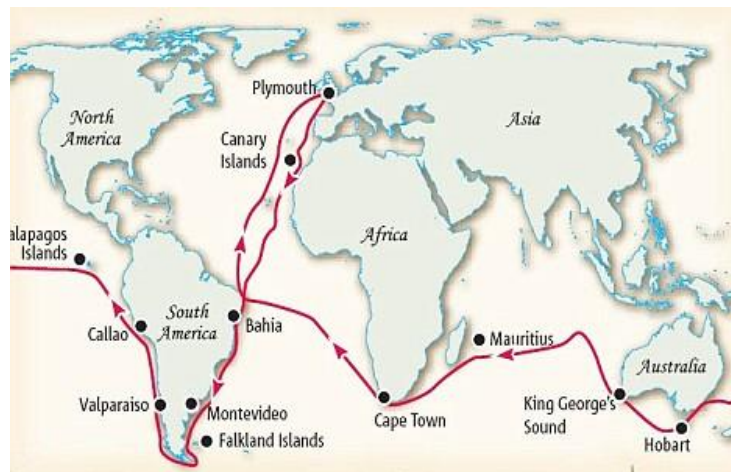 Plymouth
North
America
Asia
Canary
Islands
Africa
alapagos
Islands
South
America
Bahia
Callao
Mauritius
Australia
Valparaiso
Montevideo
Cape Town
King George's
Sound
Falkland Islands
Hobart